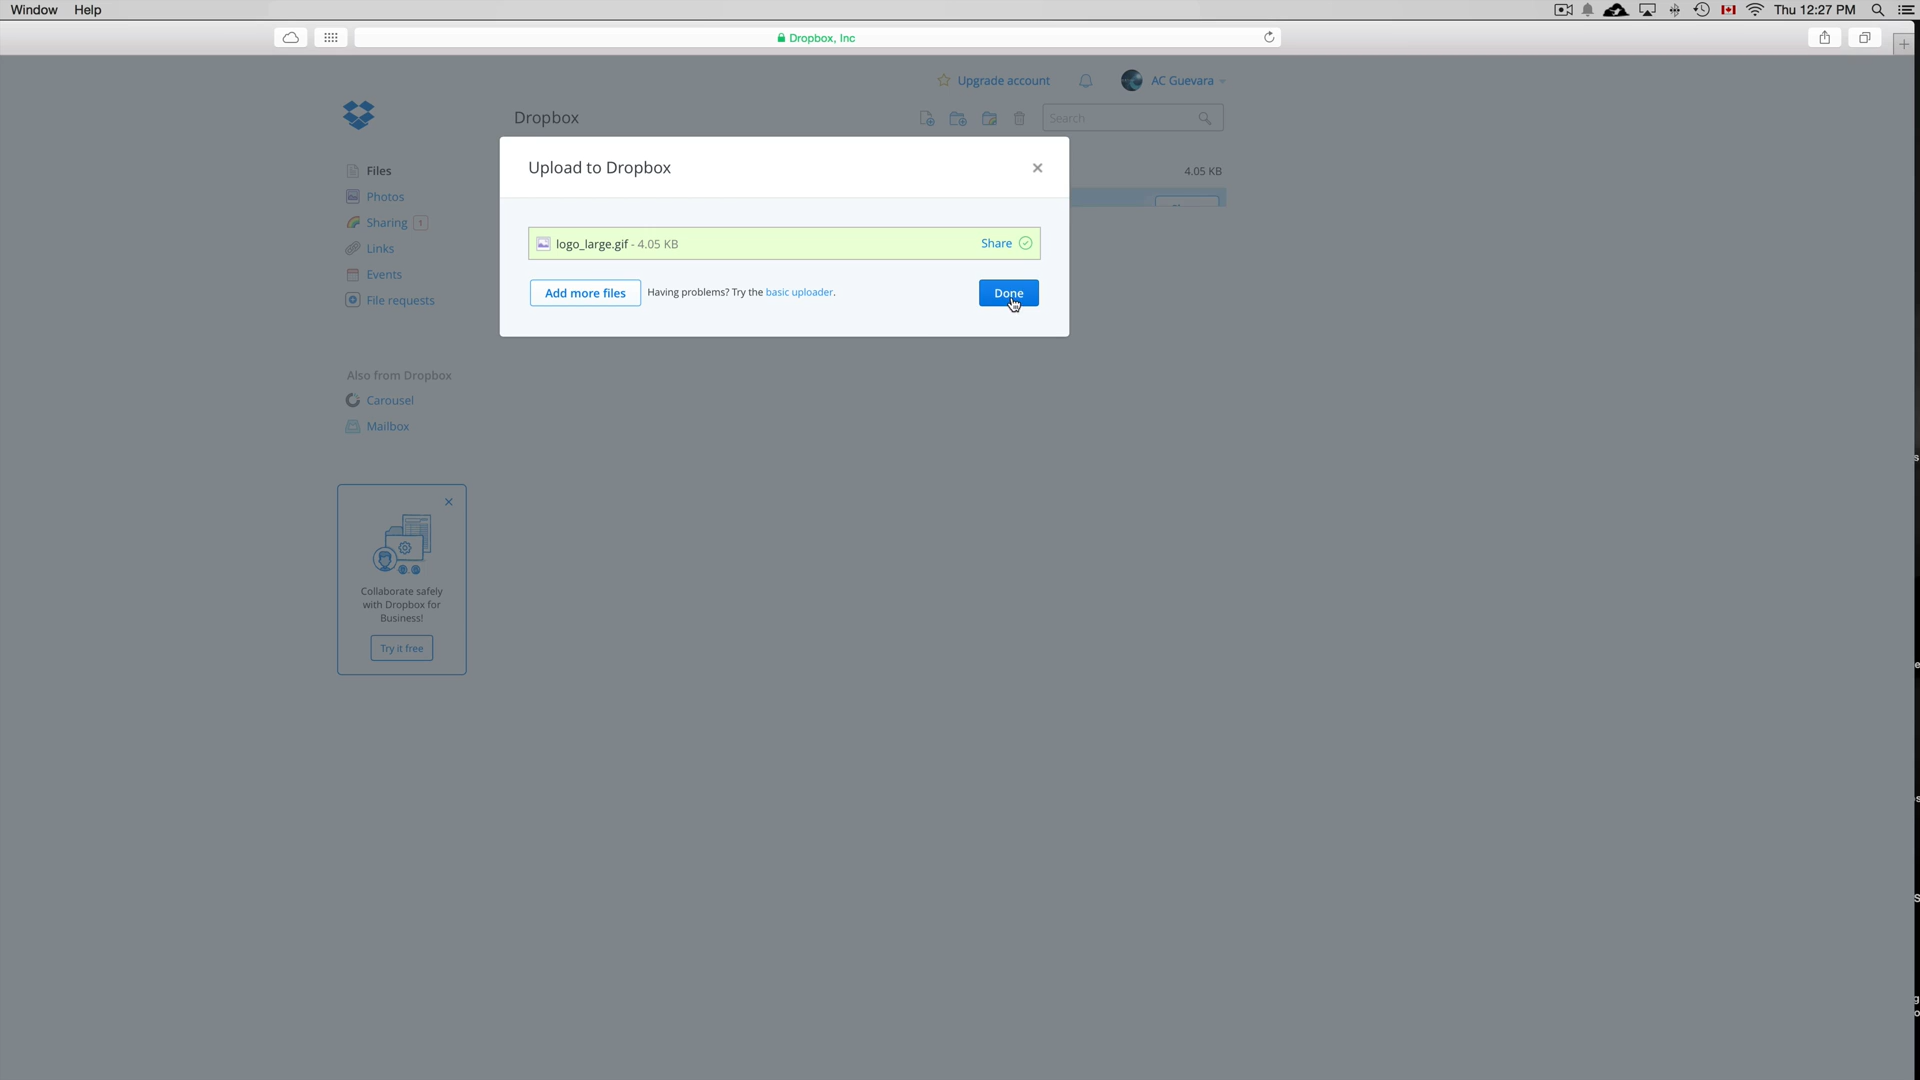 Window Help
Thu 12:27 PM
Dropbox, Inc
Upgrade account
AC Guevara
Dropbox
Search
Upload to Dropbox
Files
4.05 KB
Photos
Sharing 1
logo_large.gif - 4.05 KB
Share
Links
Events
Add more files
Having problems? Try the basic uploader.
Done
File requests
Also from Dropbox
Carousel
Mailbox
Collaborate safely
with Dropbox for
Business!
Try it free